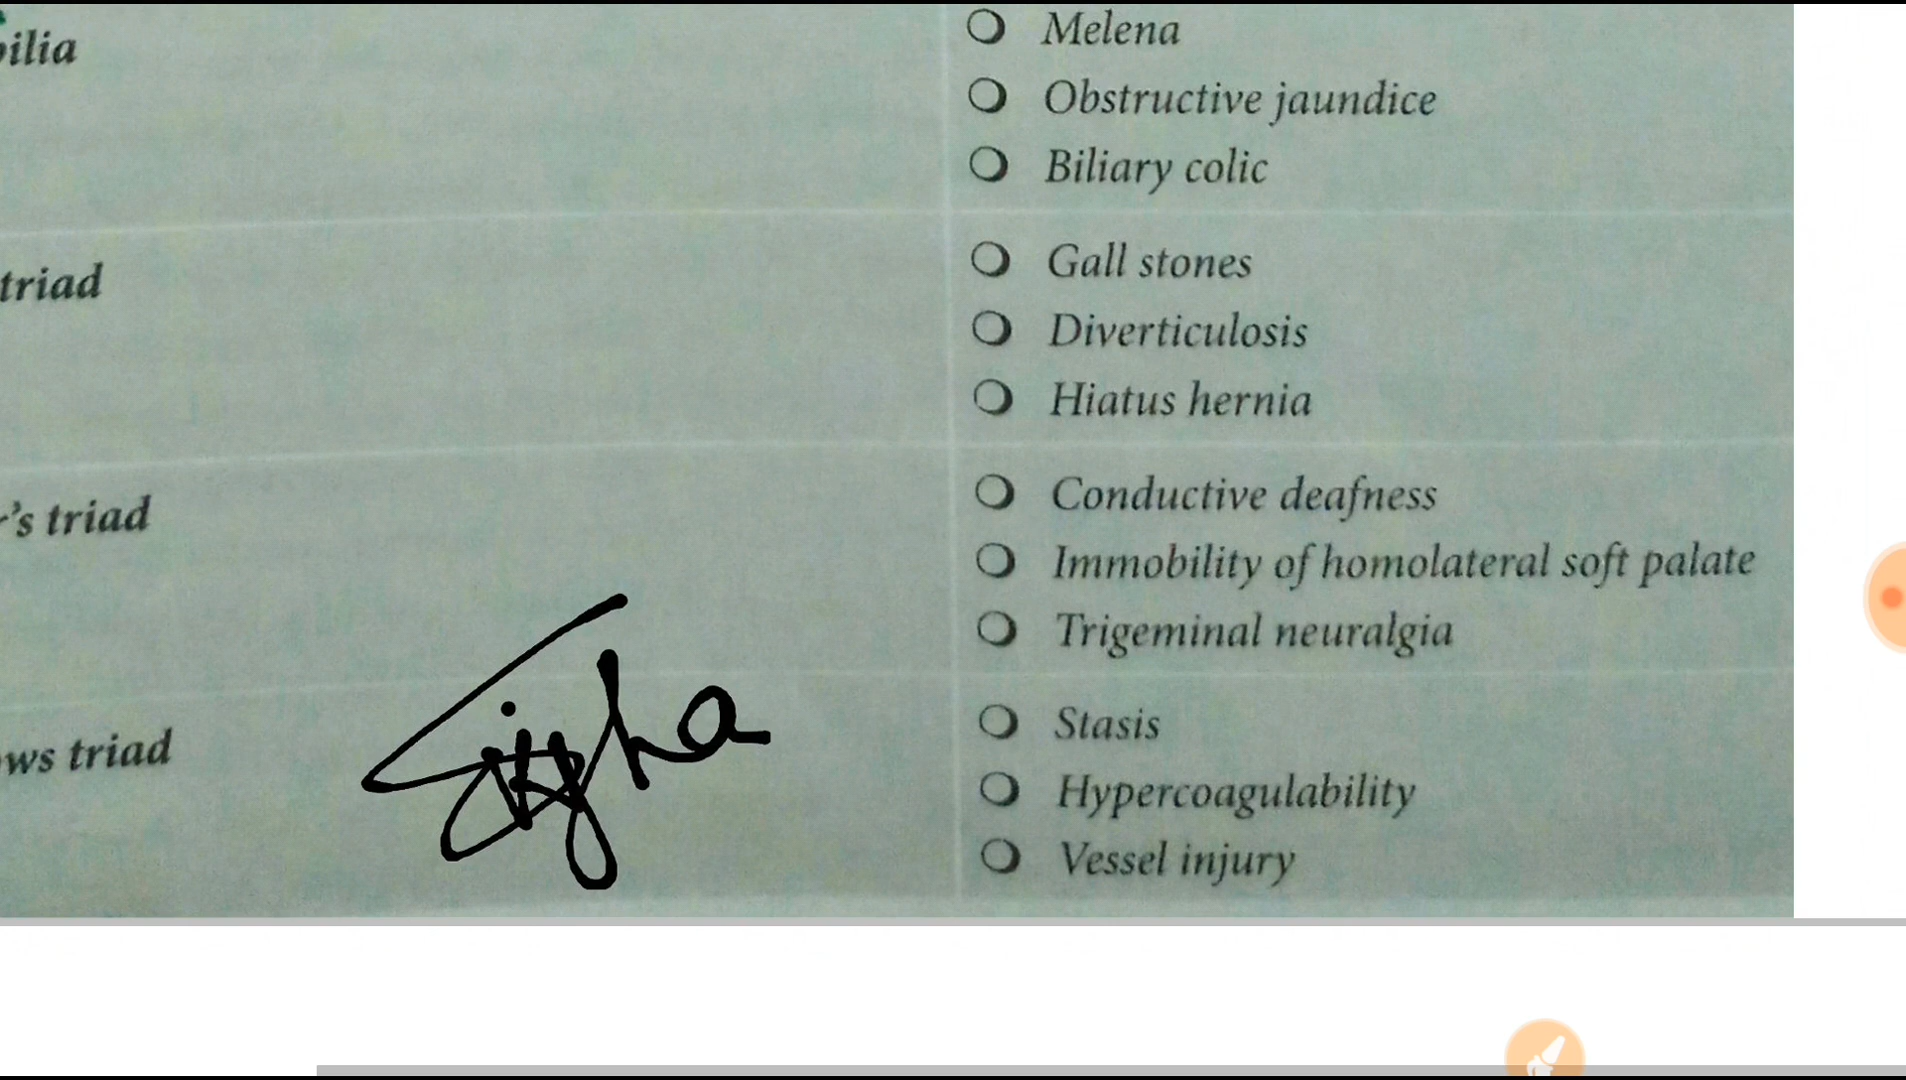 bilia
Melena
Obstructive jaundice
Biliary colic
triad
Gall stones
Diverticulosis
Hiatus hernia
's triad
Conductive deafness
Immobility of homolateral soft palate
Trigeminal neuralgia
ws triad
Stasis
Hypercoagulability
Vessel injury